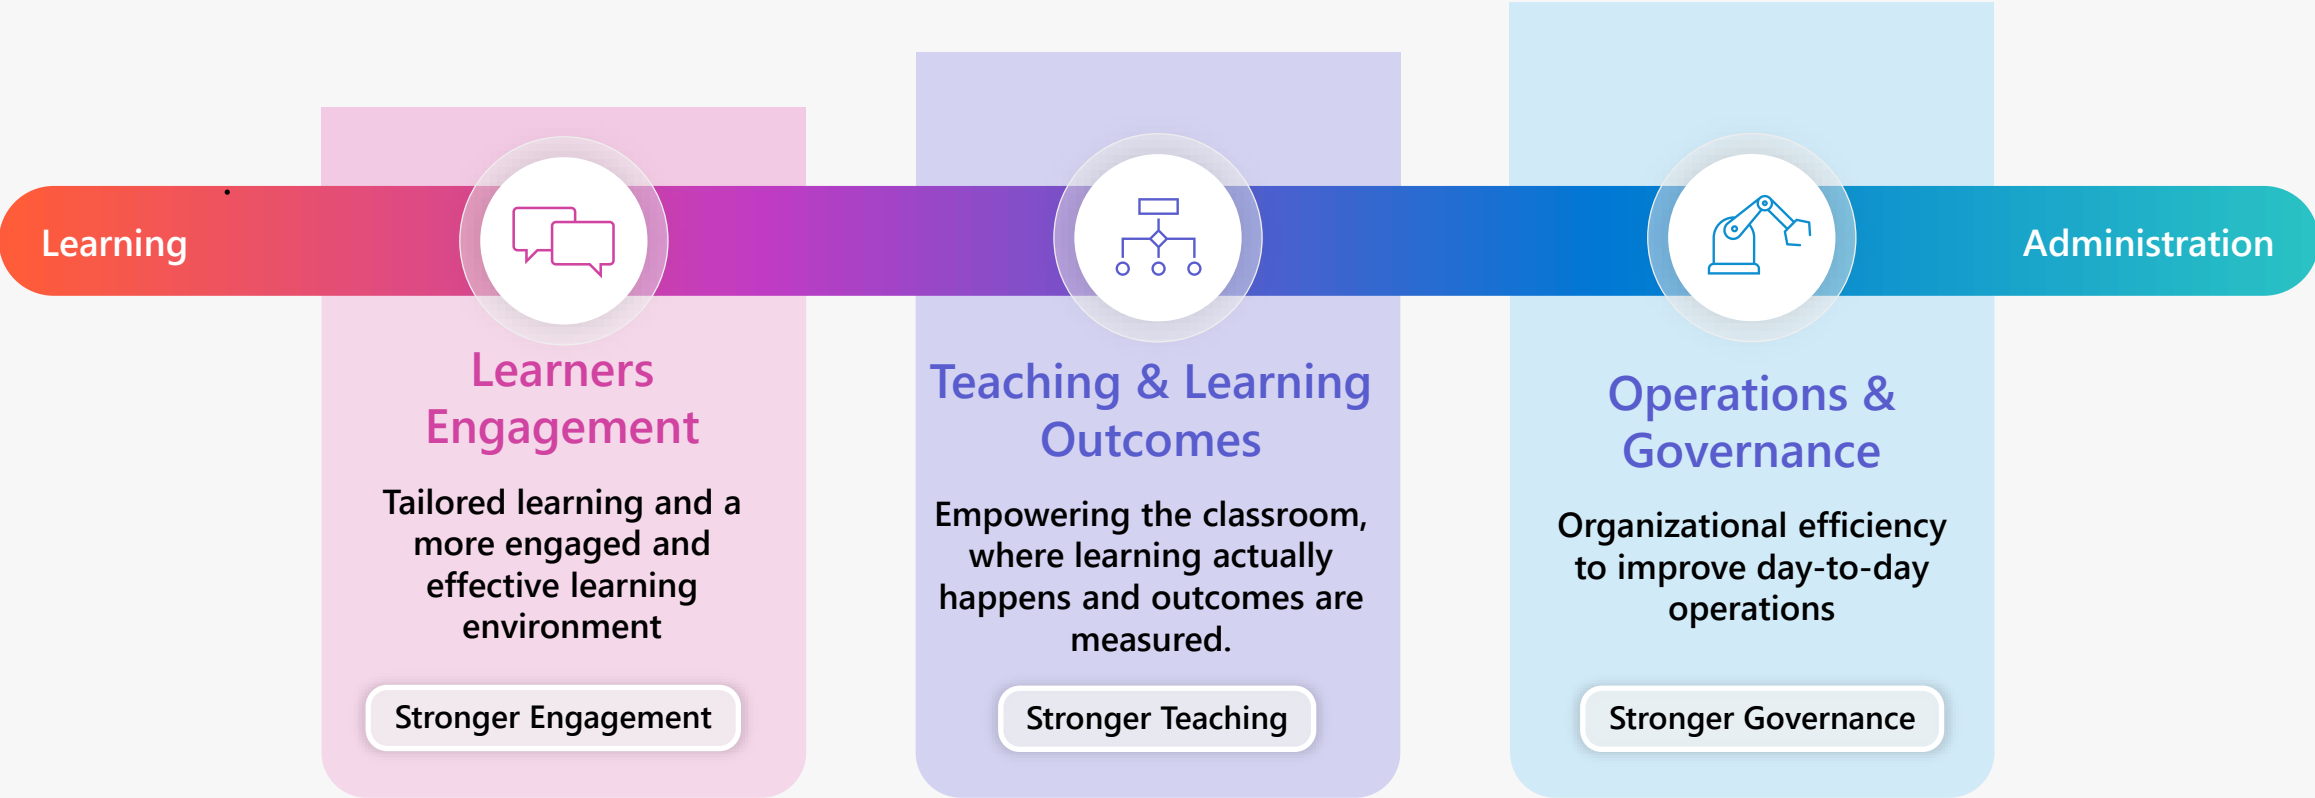 Learning
Administration
Learners
Engagement
Tailored learning and a
more engaged and
effective learning
environment
Stronger Engagement
Teaching & Learning
Outcomes
Empowering the classroom,
where learning actually
happens and outcomes are
measured.
Stronger Teaching
Operations &
Governance
Organizational efficiency
to improve day-to-day
operations
Stronger Governance